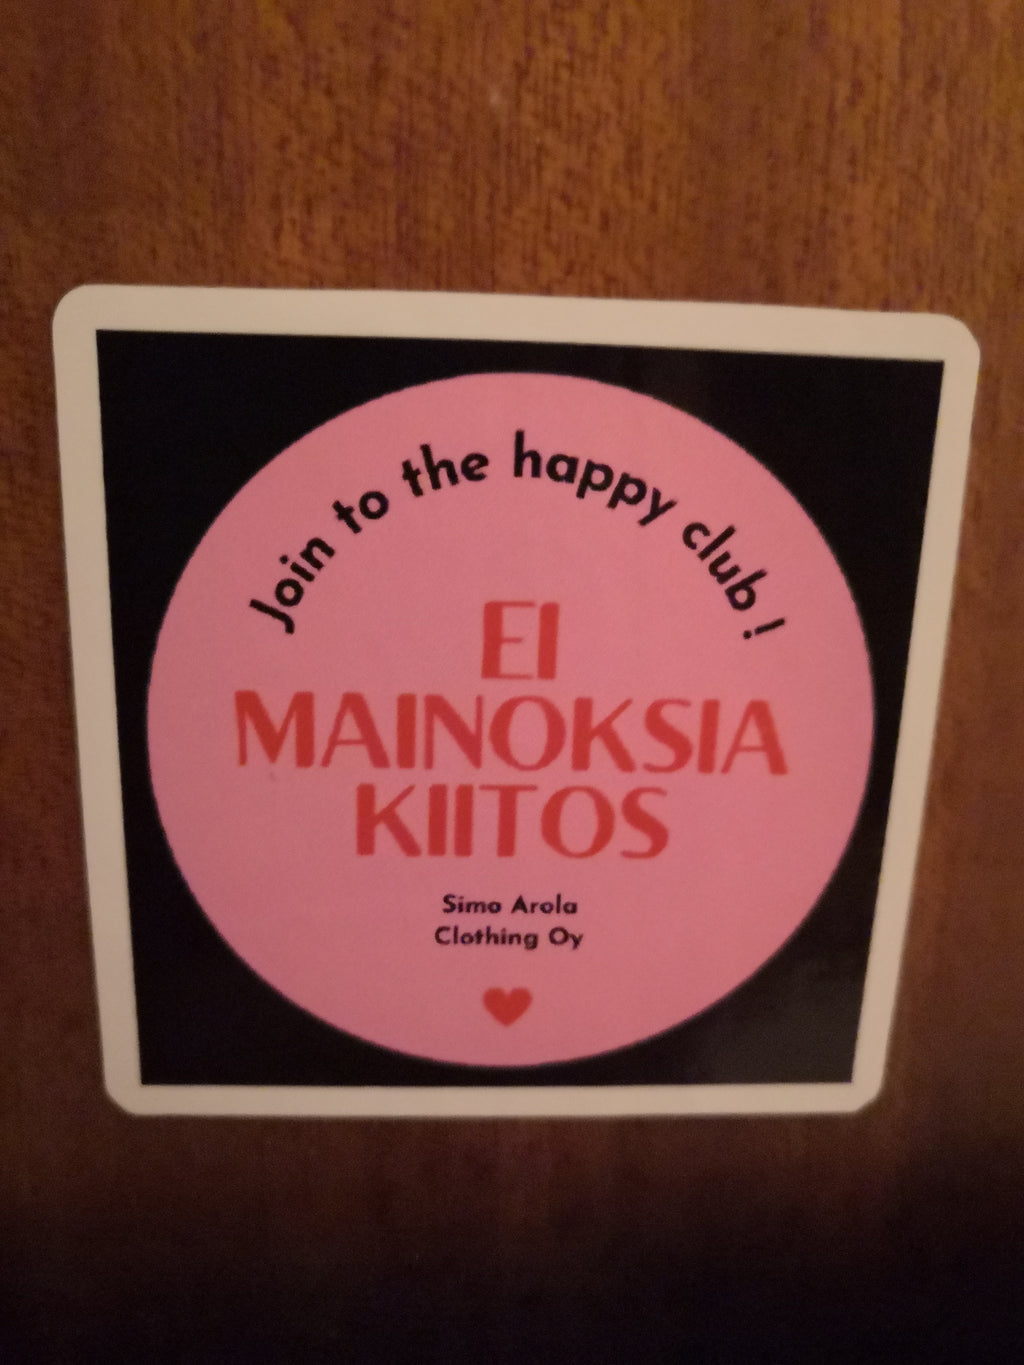 Join to the happy club!
EI
MAINOKSIA
KIITOS
Simo Arola
Clothing Oy